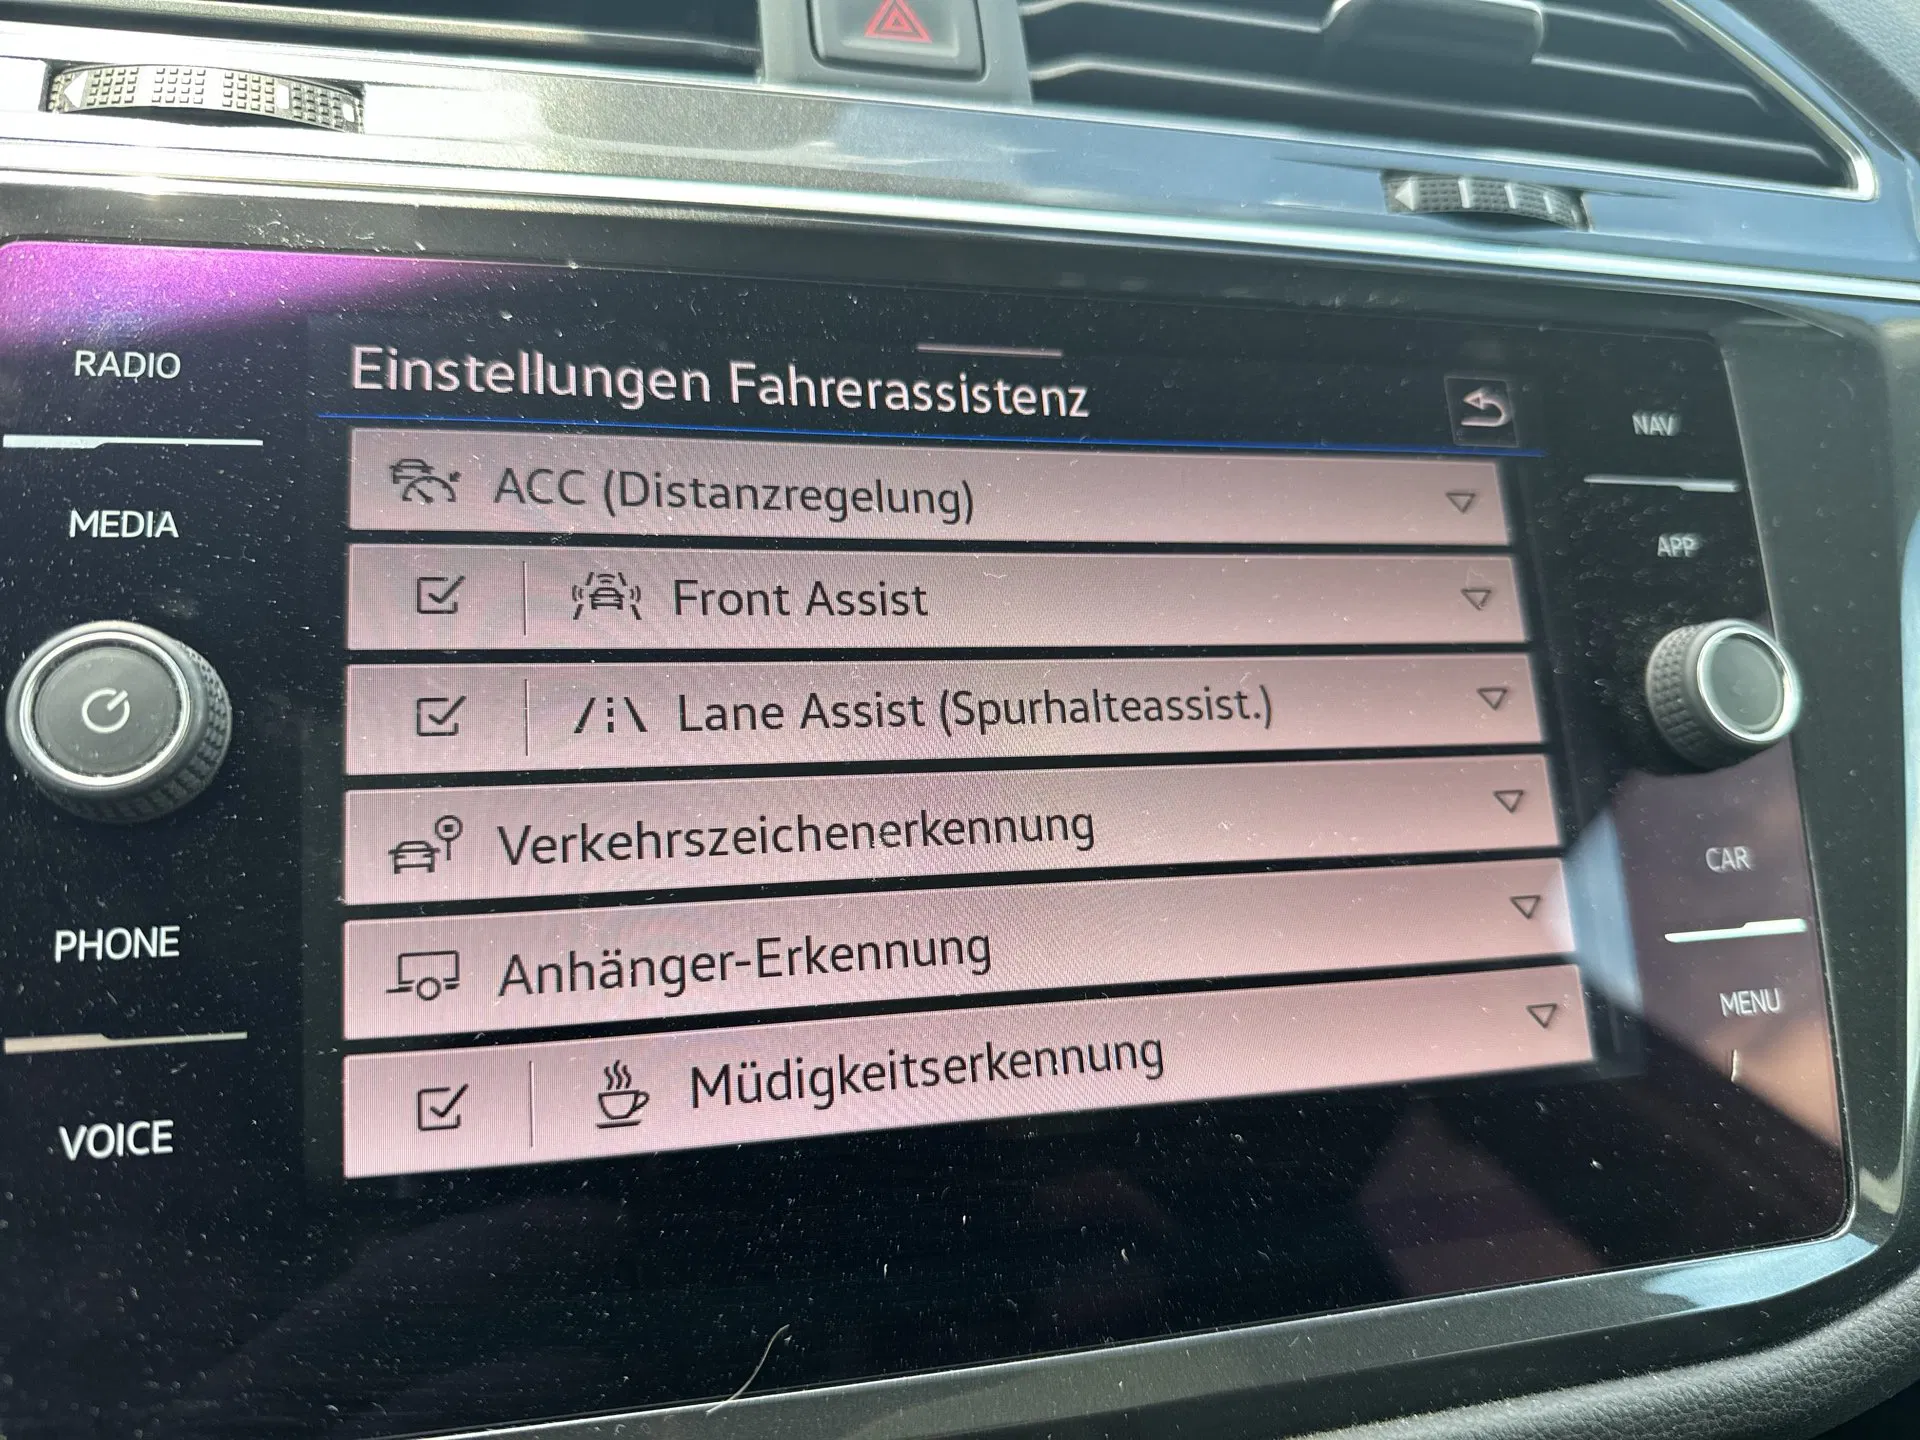 RADIO
MEDIA
PHONE
VOICE
Einstellungen Fahrerassistenz
ACC (Distanzregelung)
Front Assist
Lane Assist (Spurhalteassist.)
Verkehrszeichenerkennung
Anhänger-Erkennung
Müdigkeitserkennung
NAV
APP
CAR
MENU